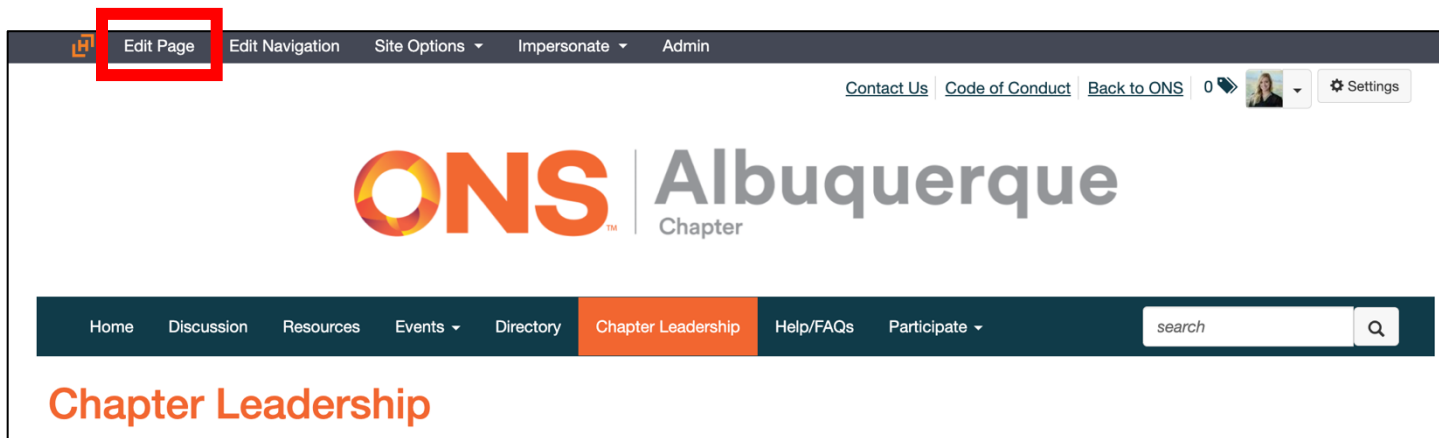 H Edit Page Edit Navigation Site Options Impersonate Admin
Contact Us Code of Conduct Back to ONS 0 Settings
ONS™ Albuquerque
Chapter
Home Discussion Resources Events Directory Chapter Leadership Help/FAQs Participate search
Chapter Leadership